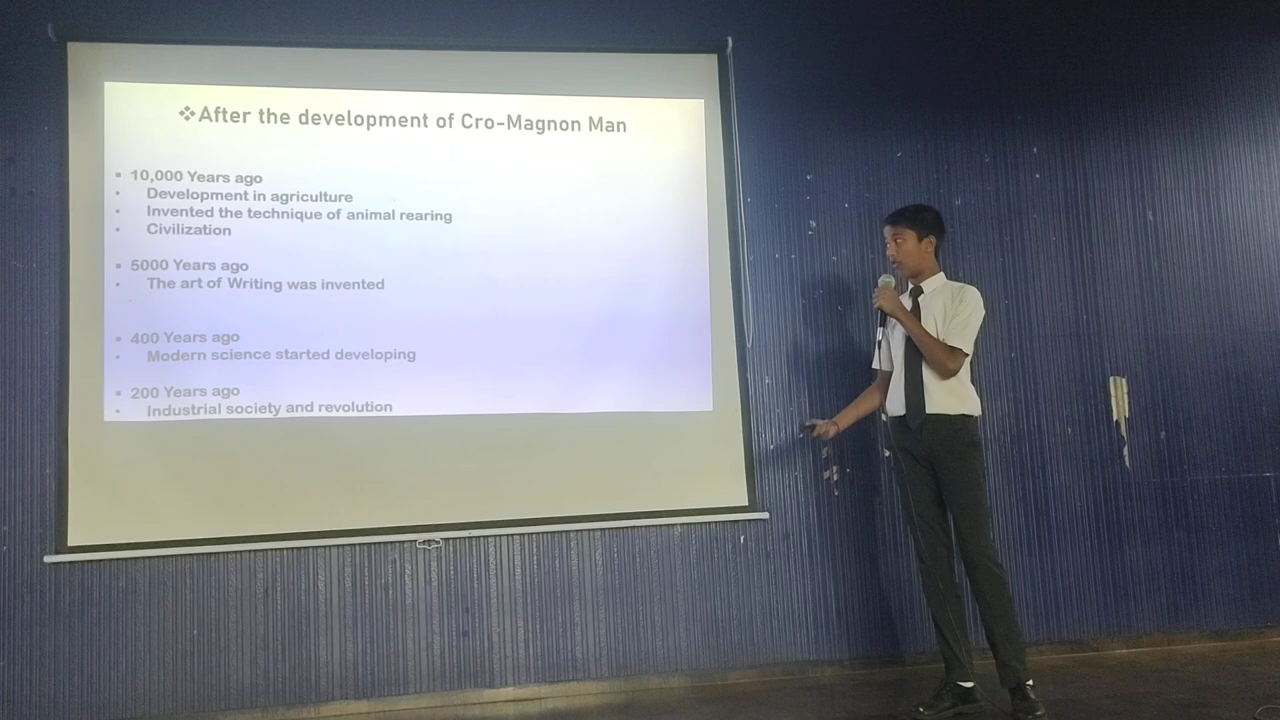 ❖After the development of Cro-Magnon Man
▪ 10,000 Years ago
• Development in agriculture
• Invented the technique of animal rearing
• Civilization
▪ 5000 Years ago
• The art of Writing was invented
▪ 400 Years ago
• Modern science started developing
▪ 200 Years ago
• Industrial society and revolution